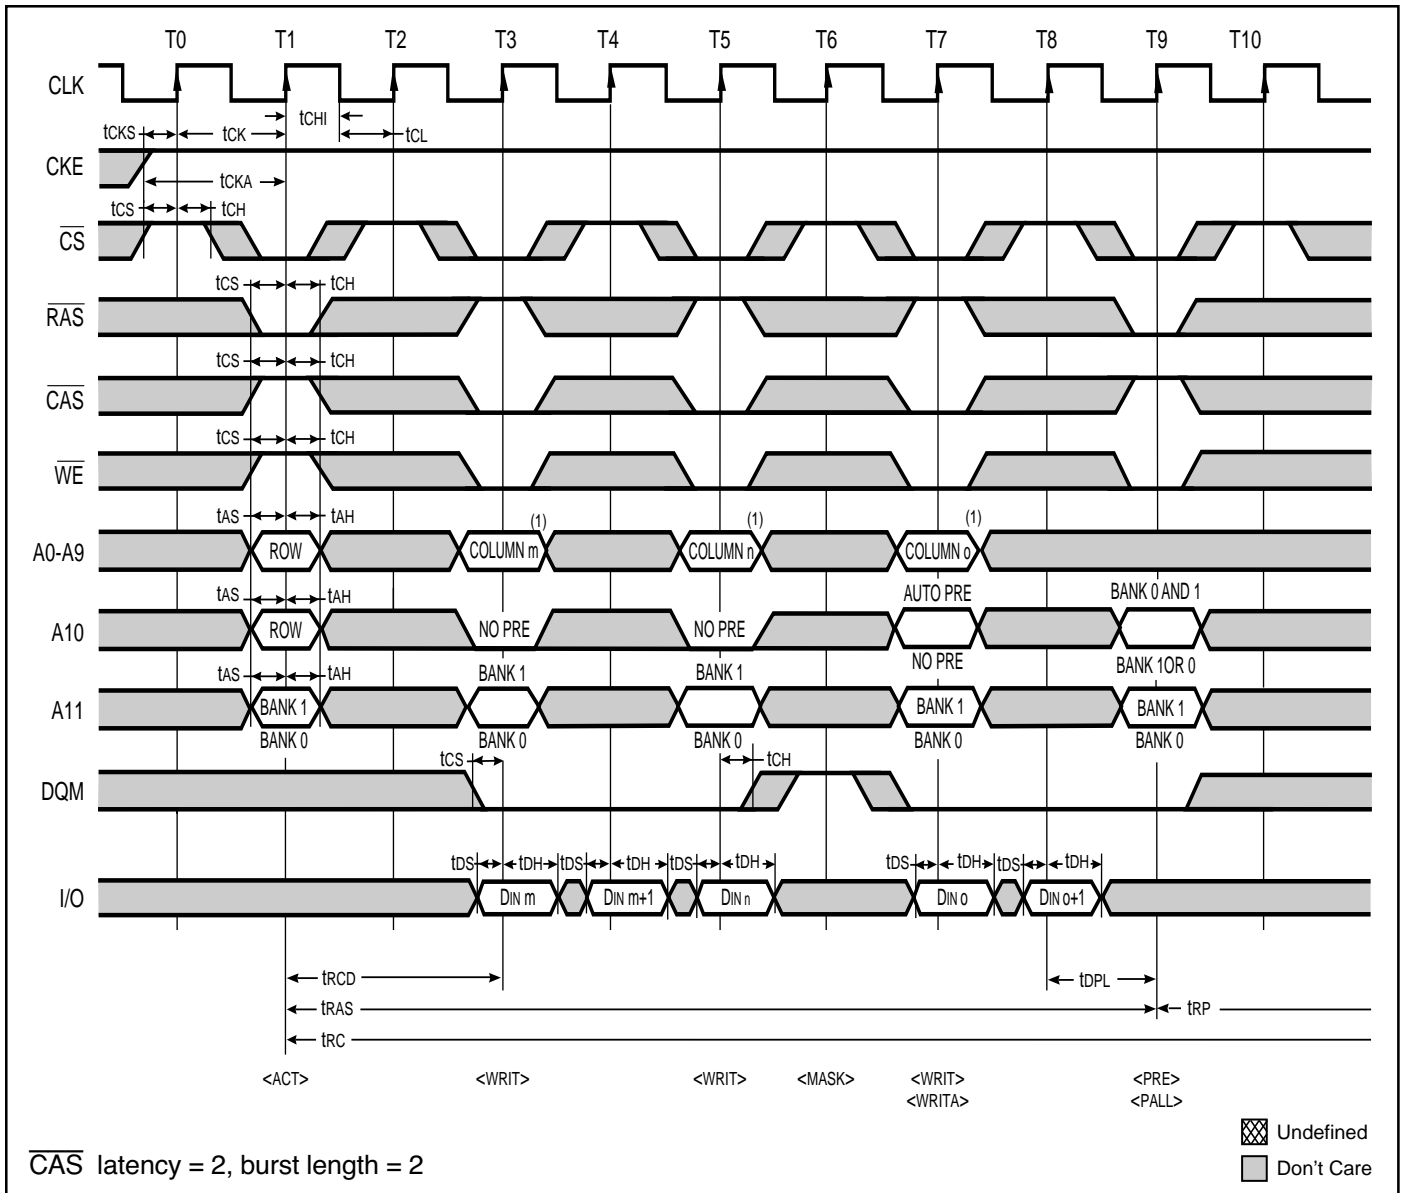 T0 T1 T2 T3 T4 T5 T6 T7 T8 T9 T10
CLK
tCHI
tCKS tCK tCL
CKE
tCKA
tCS tCH
CS
tCS tCH
RAS
tCS tCH
CAS
tCS tCH
WE
tAS tAH (1) (1) (1)
A0-A9 ROW COLUMN m COLUMN n COLUMN o
tAS tAH AUTO PRE BANK 0 AND 1
A10 ROW NO PRE NO PRE
NO PRE BANK 1OR 0
tAS tAH BANK 1 BANK 1
A11 BANK 1 BANK 1 BANK 1
BANK 0 BANK 0 BANK 0 BANK 0 BANK 0
tCS tCH
DQM
tDS tDH tDS tDH tDS tDH tDS tDH tDS tDH
I/O DIN m DIN m+1 DIN n DIN o DIN o+1
tRCD tDPL
tRAS tRP
tRC
<ACT> <WRIT> <WRIT> <MASK> <WRIT> <PRE>
<WRITA> <PALL>
Undefined
CAS latency = 2, burst length = 2
Don't Care